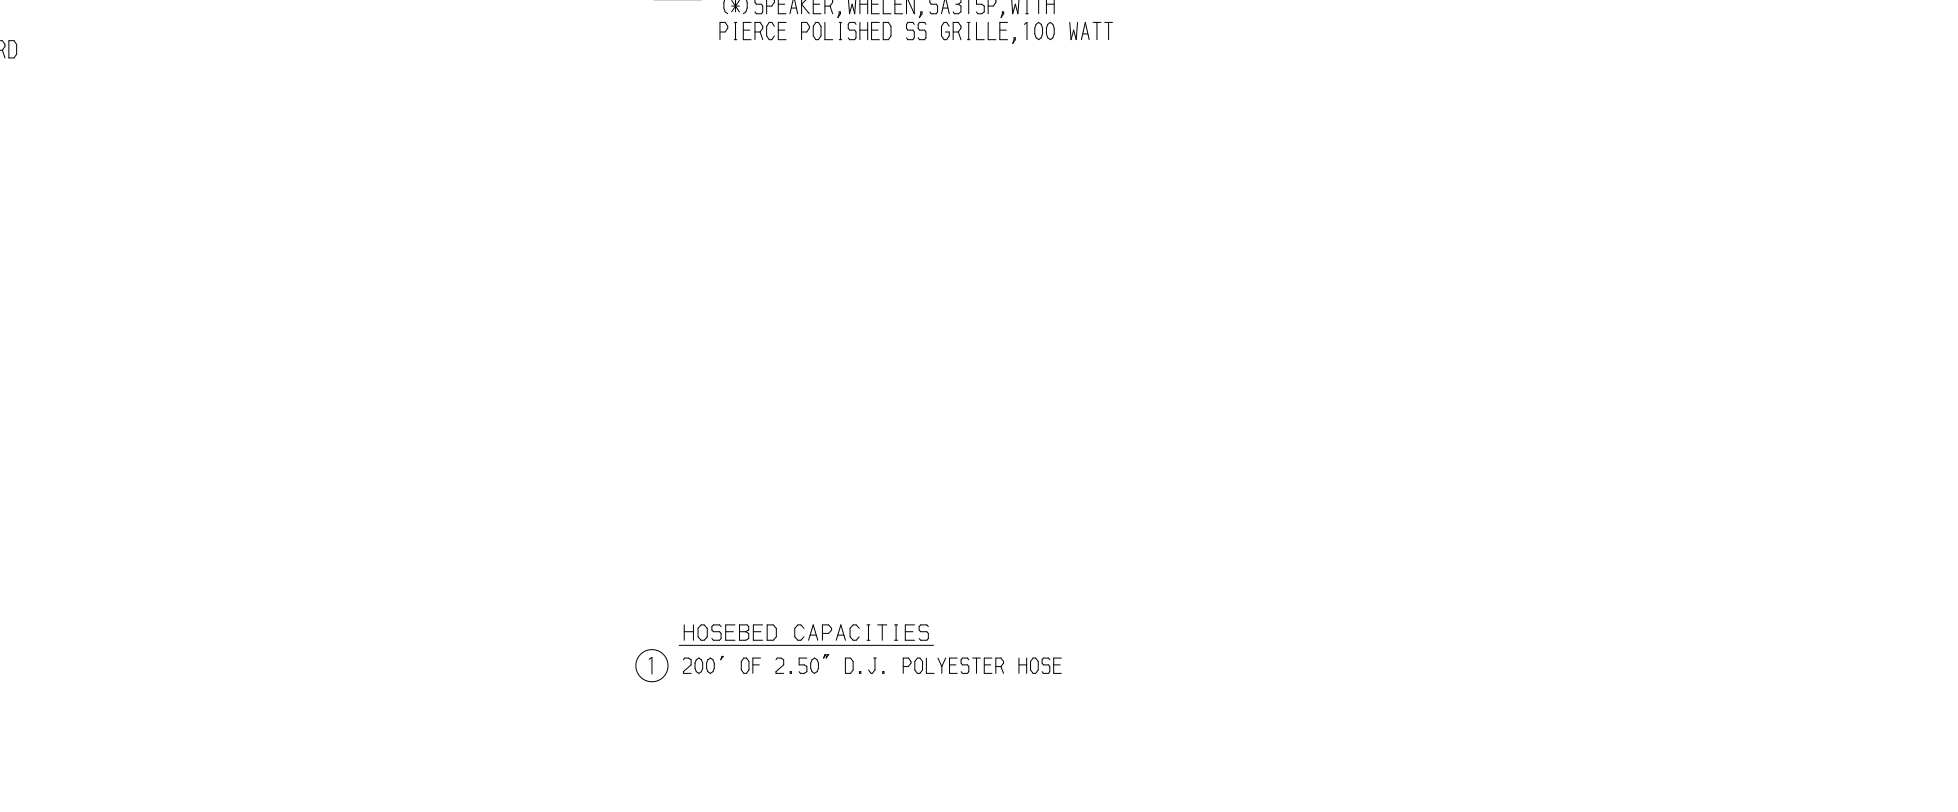 (*)SPEAKER,WHELEN,SA315P,WITH
PIERCE POLISHED SS GRILLE,100 WATT
RD
HOSEBED CAPACITIES
1 200' OF 2.50" D.J. POLYESTER HOSE